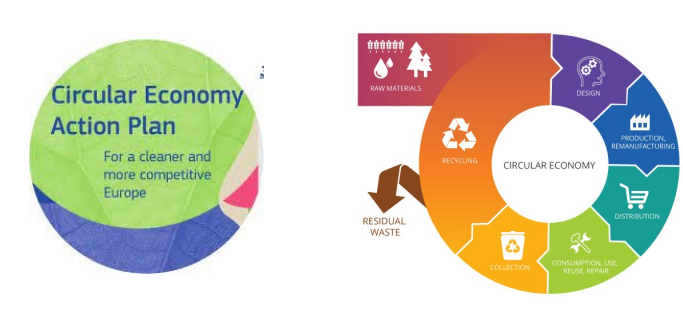 Circular Economy
Action Plan
For a cleaner and
more competitive
Europe
RAW MATERIALS
DESIGN
PRODUCTION,
REMANUFACTURING
DISTRIBUTION
CONSUMPTION, USE,
REUSE, REPAIR
COLLECTION
RECYCLING
RESIDUAL
WASTE
CIRCULAR ECONOMY